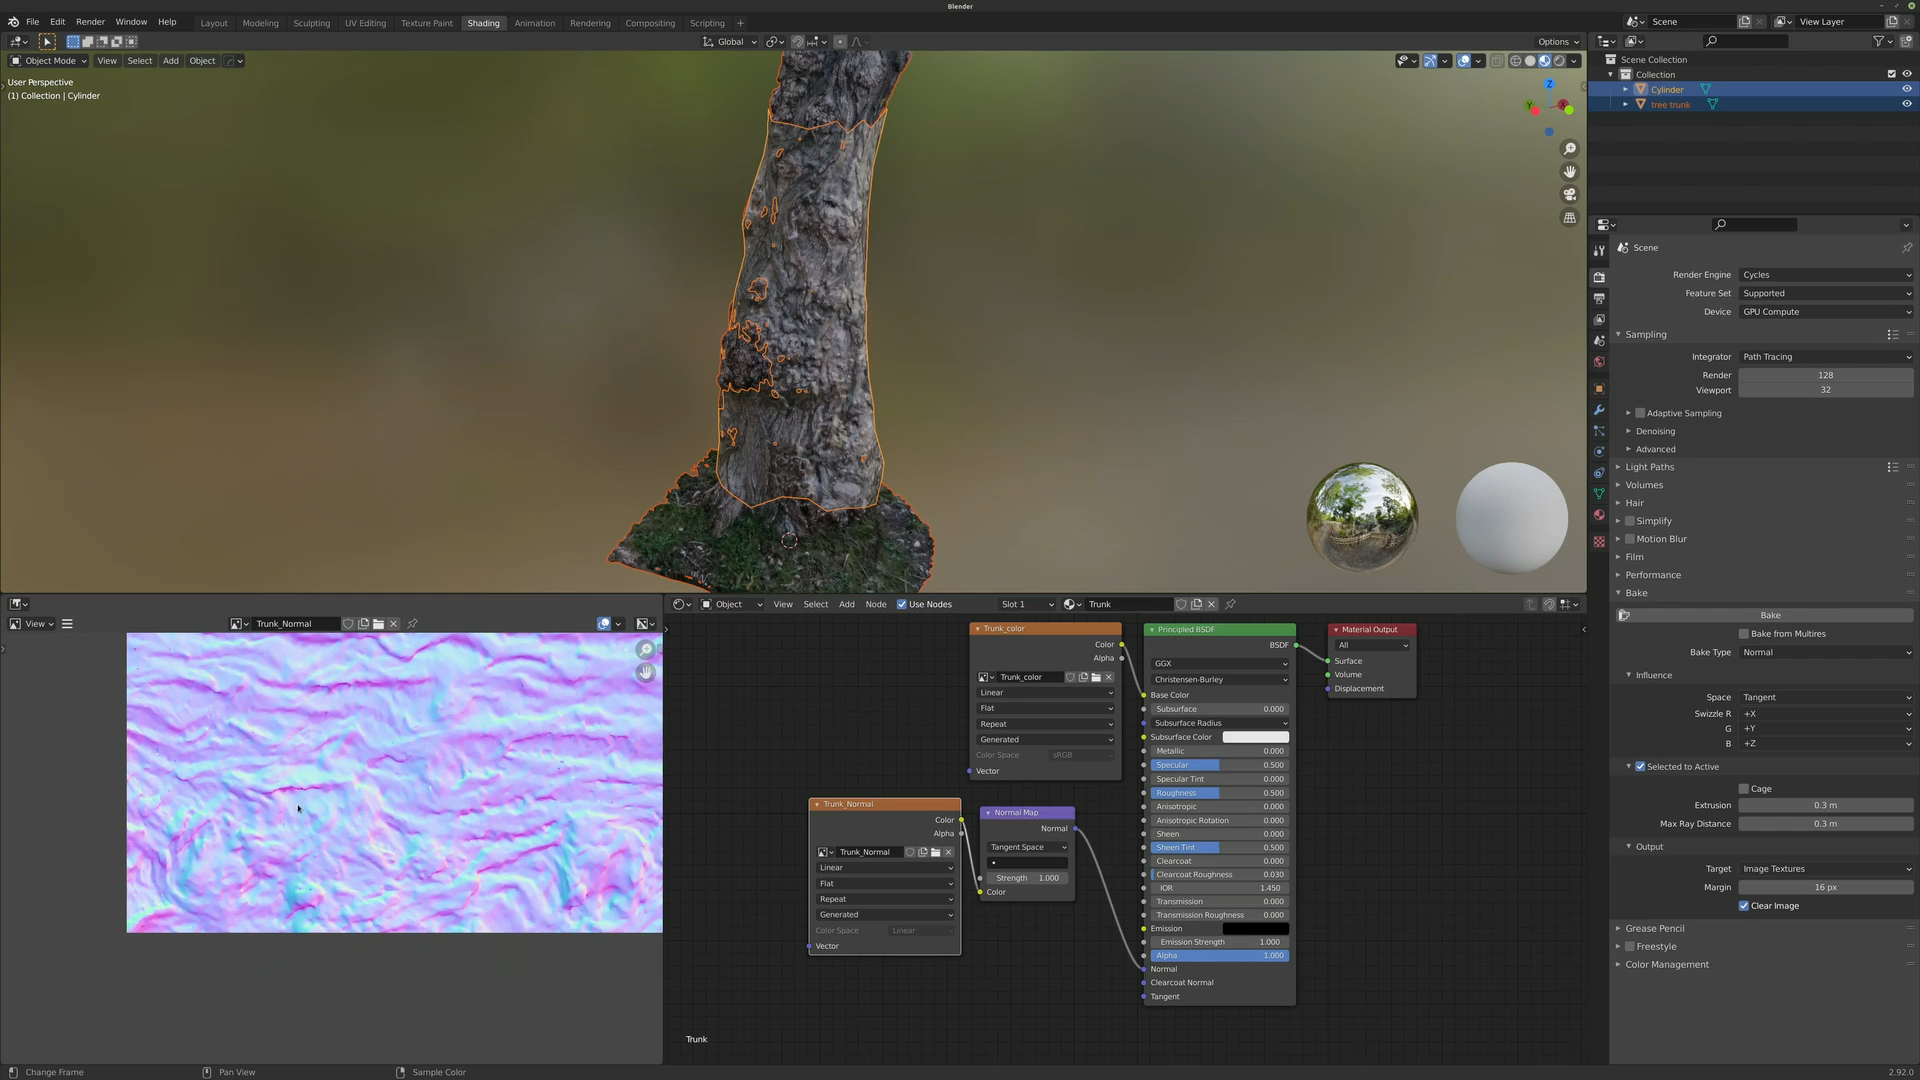 Blender
File Edit Render Window Help Layout Modeling Sculpting UV Editing Texture Paint Shading Animation Rendering Compositing Scripting + Scene View Layer
Global Options
Object Mode View Select Add Object
User Perspective
(1) Collection | Cylinder
Z
Y
X
Scene Collection
Collection
Cylinder
tree trunk
Scene
Render Engine Cycles
Feature Set Supported
Device GPU Compute
Sampling
Integrator Path Tracing
Render 128
Viewport 32
Adaptive Sampling
Denoising
Advanced
Light Paths
Volumes
Hair
Simplify
Motion Blur
Film
Performance
Bake
Bake
Bake from Multires
Bake Type Normal
Influence
Space Tangent
Swizzle R +X
G +Y
B +Z
Selected to Active
Cage
Extrusion 0.3 m
Max Ray Distance 0.3 m
Output
Target Image Textures
Margin 16 px
Clear Image
Grease Pencil
Freestyle
Color Management
View Trunk_Normal
Object View Select Add Node Use Nodes Slot 1 Trunk
Trunk_color
Color
Alpha
Trunk_color
Linear
Flat
Repeat
Generated
Color Space sRGB
Vector
Trunk_Normal
Color
Alpha
Trunk_Normal
Linear
Flat
Repeat
Generated
Color Space Linear
Vector
Normal Map
Normal
Tangent Space
Strength 1.000
Color
Principled BSDF
BSDF
GGX
Christensen-Burley
Base Color
Subsurface 0.000
Subsurface Radius
Subsurface Color
Metallic 0.000
Specular 0.500
Specular Tint 0.000
Roughness 0.500
Anisotropic 0.000
Anisotropic Rotation 0.000
Sheen 0.000
Sheen Tint 0.500
Clearcoat 0.000
Clearcoat Roughness 0.030
IOR 1.450
Transmission 0.000
Transmission Roughness 0.000
Emission
Emission Strength 1.000
Alpha 1.000
Normal
Clearcoat Normal
Tangent
Material Output
All
Surface
Volume
Displacement
Trunk
Change Frame Pan View Sample Color 2.92.0